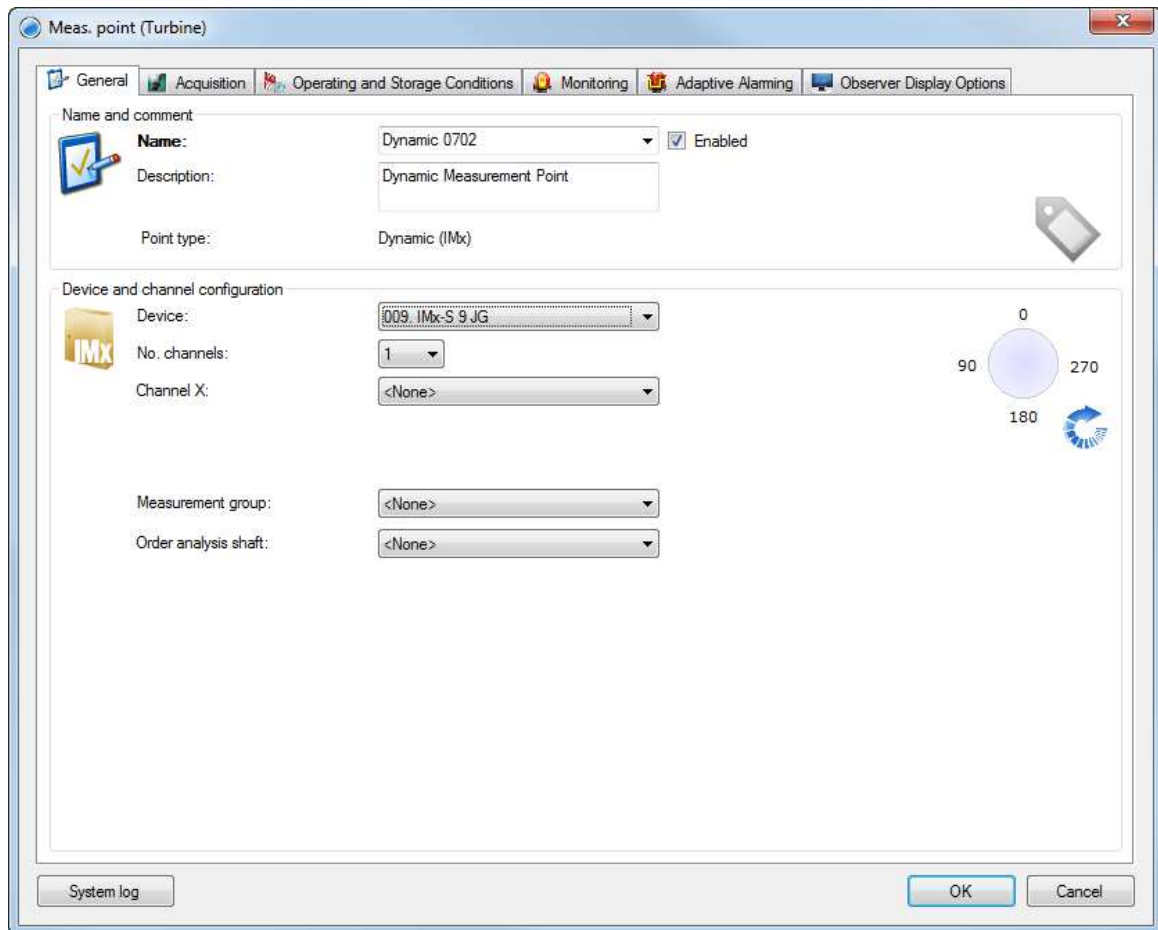 Meas. point (Turbine)
General Acquisition Operating and Storage Conditions Monitoring Adaptive Alarming Observer Display Options
Name and comment
Name: Dynamic 0702 Enabled
Description: Dynamic Measurement Point
Point type: Dynamic (IMx)
Device and channel configuration
IMx
Device: 009. IMx-S 9 JG
0
No. channels: 1
90 270
Channel X: <None>
180
Measurement group: <None>
Order analysis shaft: <None>
System log OK Cancel